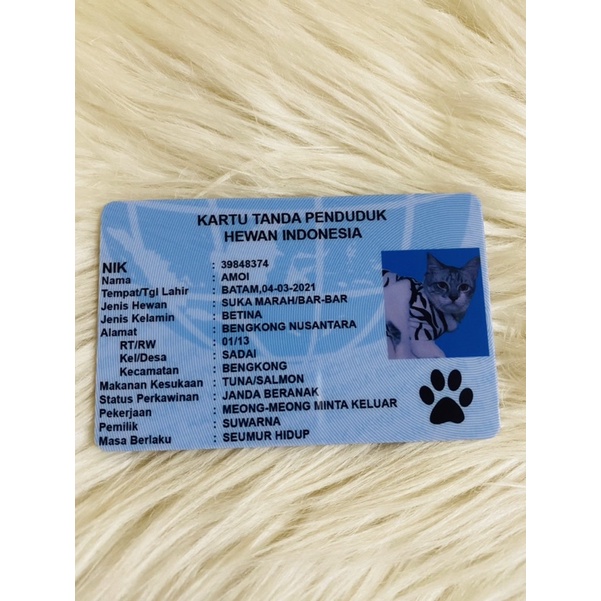 KARTU TANDA PENDUDUK
HEWAN INDONESIA
NIK : 39848374
Nama : AMOI
Tempat/Tgl Lahir : BATAM,04-03-2021
Jenis Hewan : SUKA MARAH/BAR-BAR
Jenis Kelamin : BETINA
Alamat : BENGKONG NUSANTARA
RT/RW : 01/13
Kel/Desa : SADAI
Kecamatan : BENGKONG
Makanan Kesukaan : TUNA/SALMON
Status Perkawinan : JANDA BERANAK
Pekerjaan : MEONG-MEONG MINTA KELUAR
Pemilik : SUWARNA
Masa Berlaku : SEUMUR HIDUP